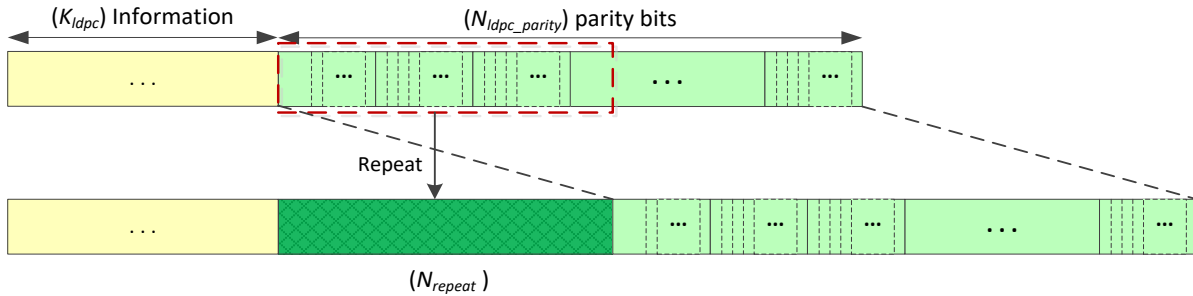 (Kldpc) Information
(Nldpc_parity) parity bits
. . .
...
...
...
. . .
...
Repeat
. . .
...
...
...
...
...
(Nrepeat )